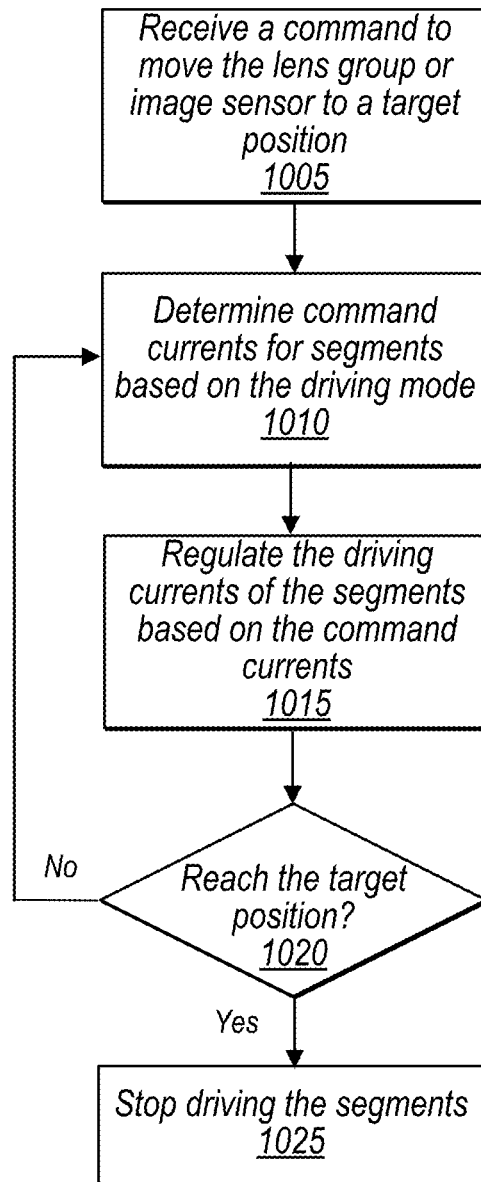 Receive a command to
move the lens group or
image sensor to a target
position
1005
Determine command
currents for segments
based on the driving mode
1010
Regulate the driving
currents of the segments
based on the command
currents
1015
Reach the target
position?
1020
No
Yes
Stop driving the segments
1025